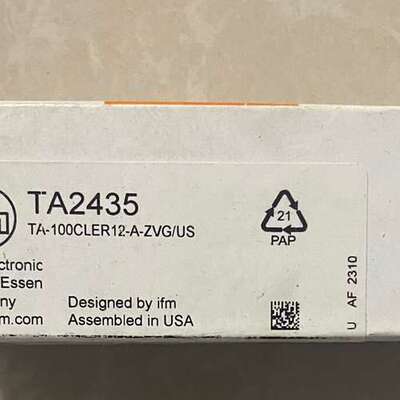 TA2435
TA-100CLER12-A-ZVG/US
21
PAP
ctronic
Essen
ny
m.com
Designed by ifm
Assembled in USA
U AF 2310